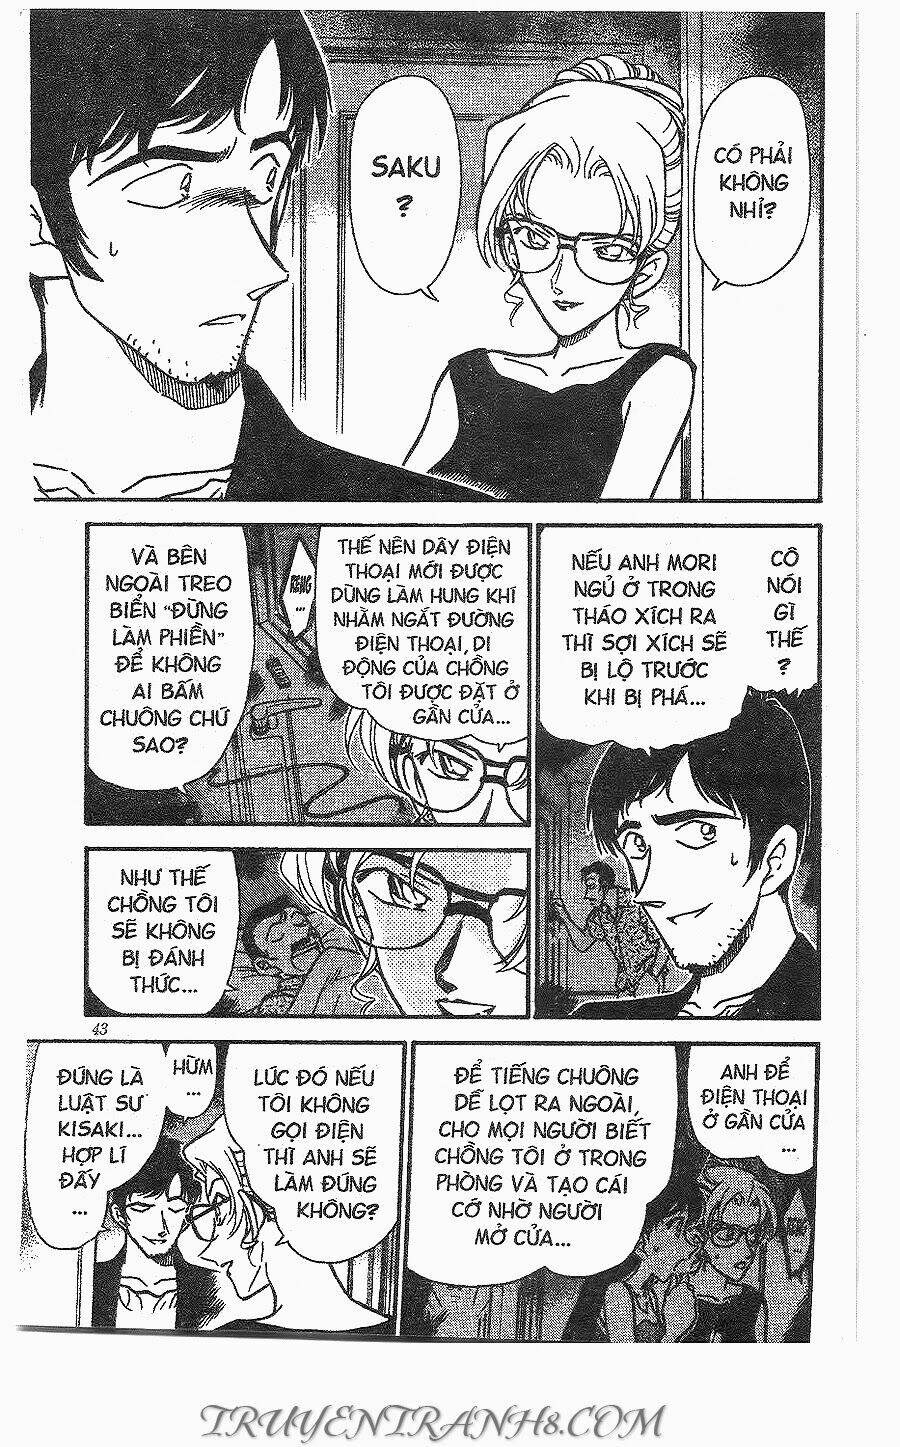 CÓ PHẢI
KHÔNG
NHỈ?
SAKU
?
CÔ
NÓI
GÌ
THẾ
?
NẾU ANH MORI
NGỦ Ở TRONG
THÁO XÍCH RA
THÌ SỢI XÍCH SẼ
BỊ LỘ TRƯỚC
KHI BỊ PHÁ...
THẾ NÊN DÂY ĐIỆN
THOẠI MỚI ĐƯỢC
DÙNG LÀM HUNG KHÍ
NHẰM NGẮT ĐƯỜNG
ĐIỆN THOẠI, DI
ĐỘNG CỦA CHỒNG
TÔI ĐƯỢC ĐẶT Ở
GẦN CỬA...
RENG
...
VÀ BÊN
NGOÀI TREO
BIỂN "ĐỪNG
LÀM PHIỀN"
ĐỂ KHÔNG
AI BẤM
CHUÔNG CHỨ
SAO?
NHƯ THẾ
CHỒNG TÔI
SẼ KHÔNG
BỊ ĐÁNH
THỨC...
43
ANH ĐỂ
ĐIỆN THOẠI
Ở GẦN CỬA
...
ĐỂ TIẾNG CHUÔNG
DỄ LỌT RA NGOÀI,
CHO MỌI NGƯỜI BIẾT
CHỒNG TÔI Ở TRONG
PHÒNG VÀ TẠO CÁI
CỚ NHỜ NGƯỜI
MỞ CỬA...
LÚC ĐÓ NẾU
TÔI KHÔNG
GỌI ĐIỆN
THÌ ANH SẼ
LÀM ĐÚNG
KHÔNG?
HỪM
...
ĐÚNG LÀ
LUẬT SƯ
KISAKI...
HỢP LÍ
ĐẤY
...
TRUYENTRANH8.COM